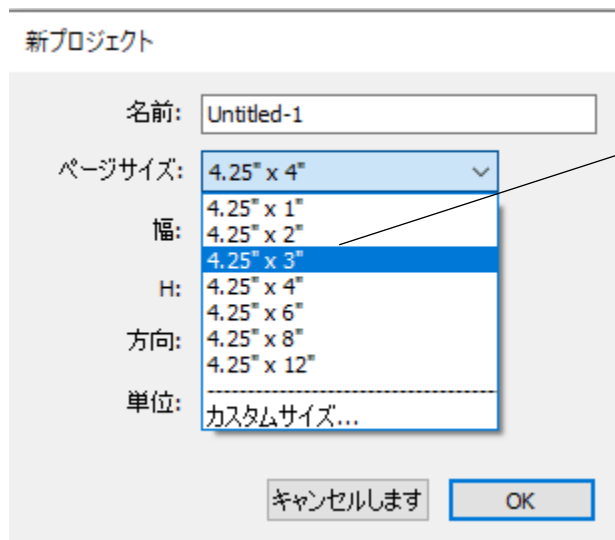 新プロジェクト
名前: Untitled-1
ページサイズ: 4.25" x 4"
4.25" x 1"
幅: 4.25" x 2"
4.25" x 3"
H: 4.25" x 4"
4.25" x 6"
方向: 4.25" x 8"
4.25" x 12"
単位:
カスタムサイズ...
キャンセルします OK